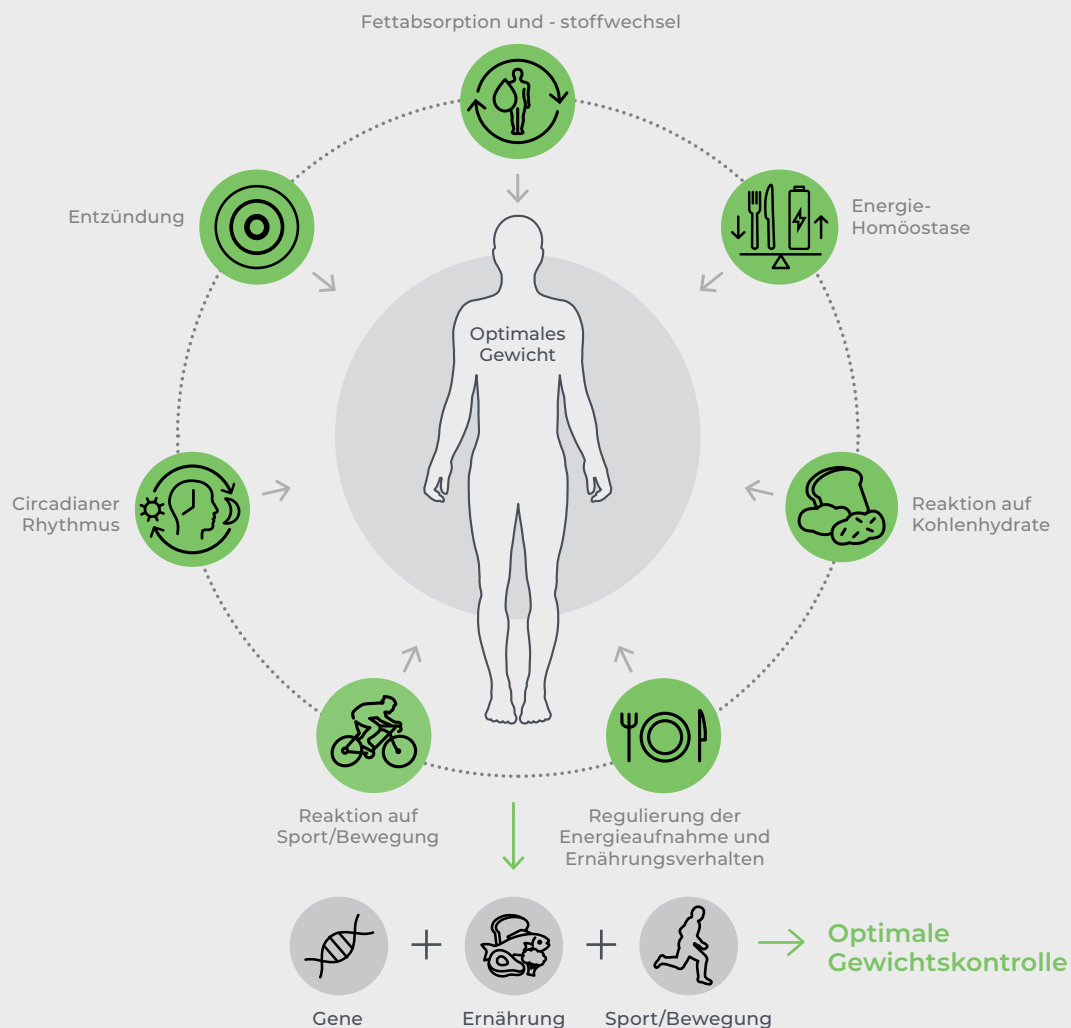 Fettabsorption und - stoffwechsel
Entzündung
Energie-
Homöostase
Optimales
Gewicht
Circadianer
Rhythmus
Reaktion auf
Kohlenhydrate
Reaktion auf
Sport/Bewegung
Regulierung der
Energieaufnahme und
Ernährungsverhalten
Optimale
Gewichtskontrolle
Gene
Ernährung
Sport/Bewegung